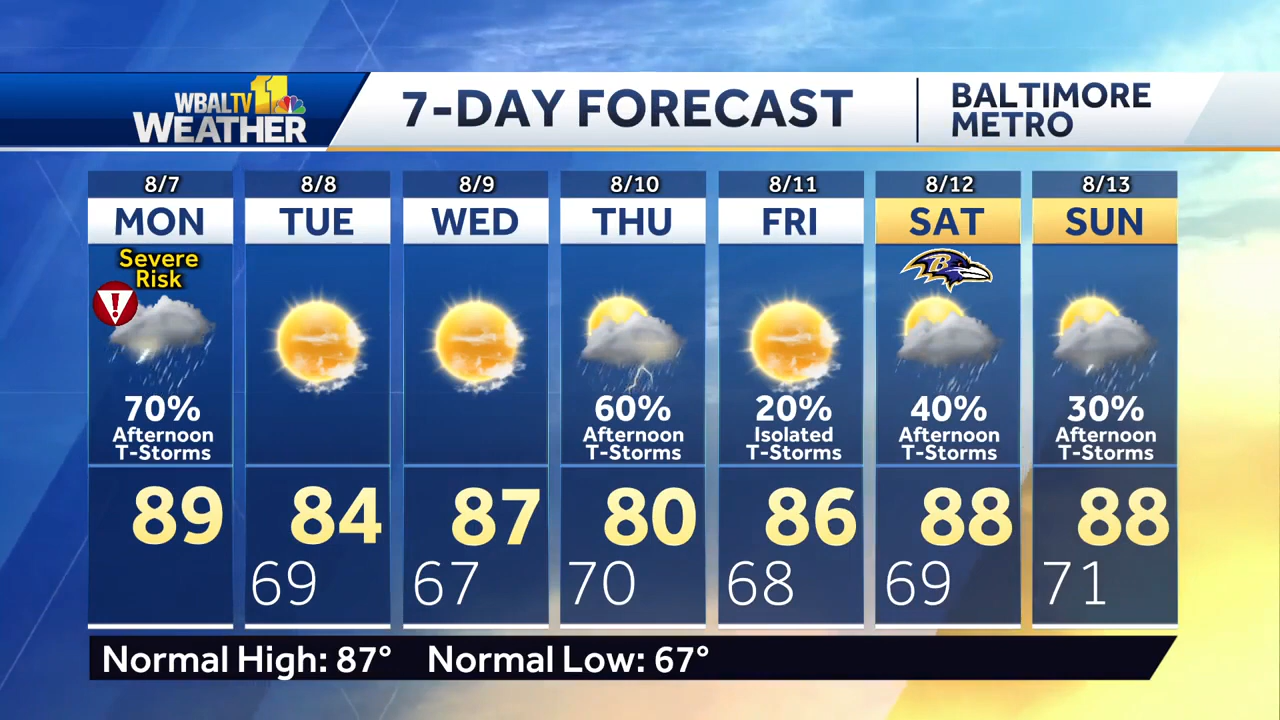 WBALTV 11
WEATHER
7-DAY FORECAST
BALTIMORE
METRO
8/7
MON
Severe
Risk
!
70%
Afternoon
T-Storms
89
8/8
TUE
84
69
8/9
WED
87
67
8/10
THU
60%
Afternoon
T-Storms
80
70
8/11
FRI
20%
Isolated
T-Storms
86
68
8/12
SAT
B
40%
Afternoon
T-Storms
88
69
8/13
SUN
30%
Afternoon
T-Storms
88
71
Normal High: 87° Normal Low: 67°